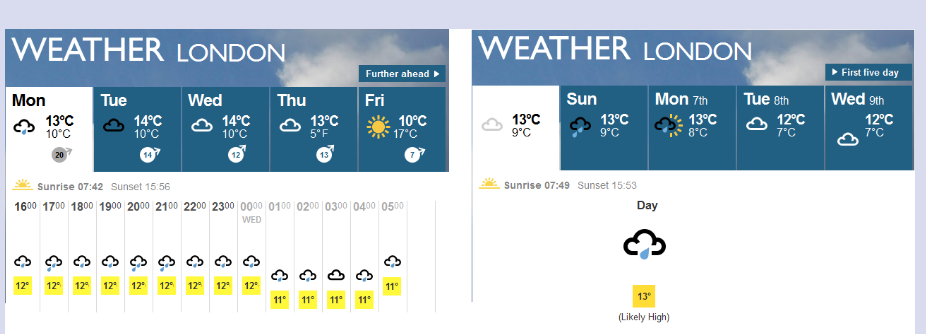 WEATHER LONDON
Further ahead
Mon Tue Wed Thu Fri
13°C 14°C 14°C 13°C 10°C
10°C 10°C 10°C 5°F 17°C
20 14 12 13 7
Sunrise 07:42 Sunset 15:56
1600 1700 1800 1900 2000 2100 2200 2300 0000 0100 0200 0300 0400 0500
WED
12° 12° 12° 12° 12° 12° 12° 12° 12° 11° 11° 11° 11° 11°
WEATHER LONDON
First five day
Sun Mon 7th Tue 8th Wed 9th
13°C 13°C 13°C 12°C 12°C
9°C 9°C 8°C 7°C 7°C
Sunrise 07:49 Sunset 15:53
Day
13°
(Likely High)